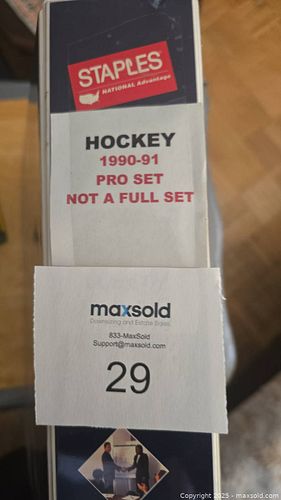 STAPLES
NATIONAL Advantage
HOCKEY
1990-91
PRO SET
NOT A FULL SET
maxsold
Downsizing and Estate Sales
833-MaxSold
Support@maxsold.com
29
© Copyright 2025 - maxsold.com